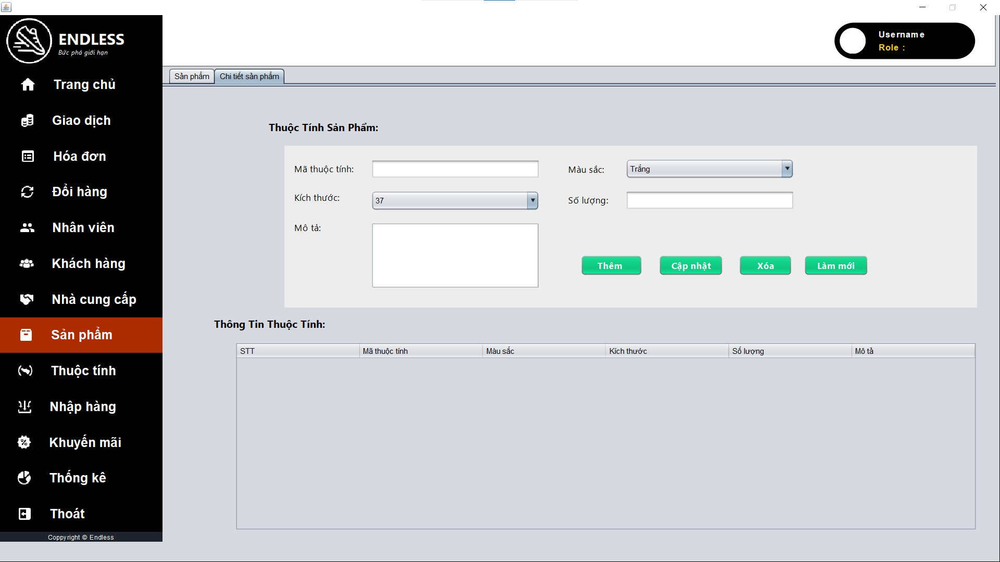 ENDLESS
Bức phá giới hạn
Username
Role :
Trang chủ
Giao dịch
Hóa đơn
Đổi hàng
Nhân viên
Khách hàng
Nhà cung cấp
Sản phẩm
Thuộc tính
Nhập hàng
Khuyến mãi
Thống kê
Thoát
Coppyright © Endless
Sản phẩm Chi tiết sản phẩm
Thuộc Tính Sản Phẩm:
Mã thuộc tính: Màu sắc: Trắng
Kích thước: 37 Số lượng:
Mô tả:
Thêm Cập nhật Xóa Làm mới
Thông Tin Thuộc Tính:
STT Mã thuộc tính Màu sắc Kích thước Số lượng Mô tả